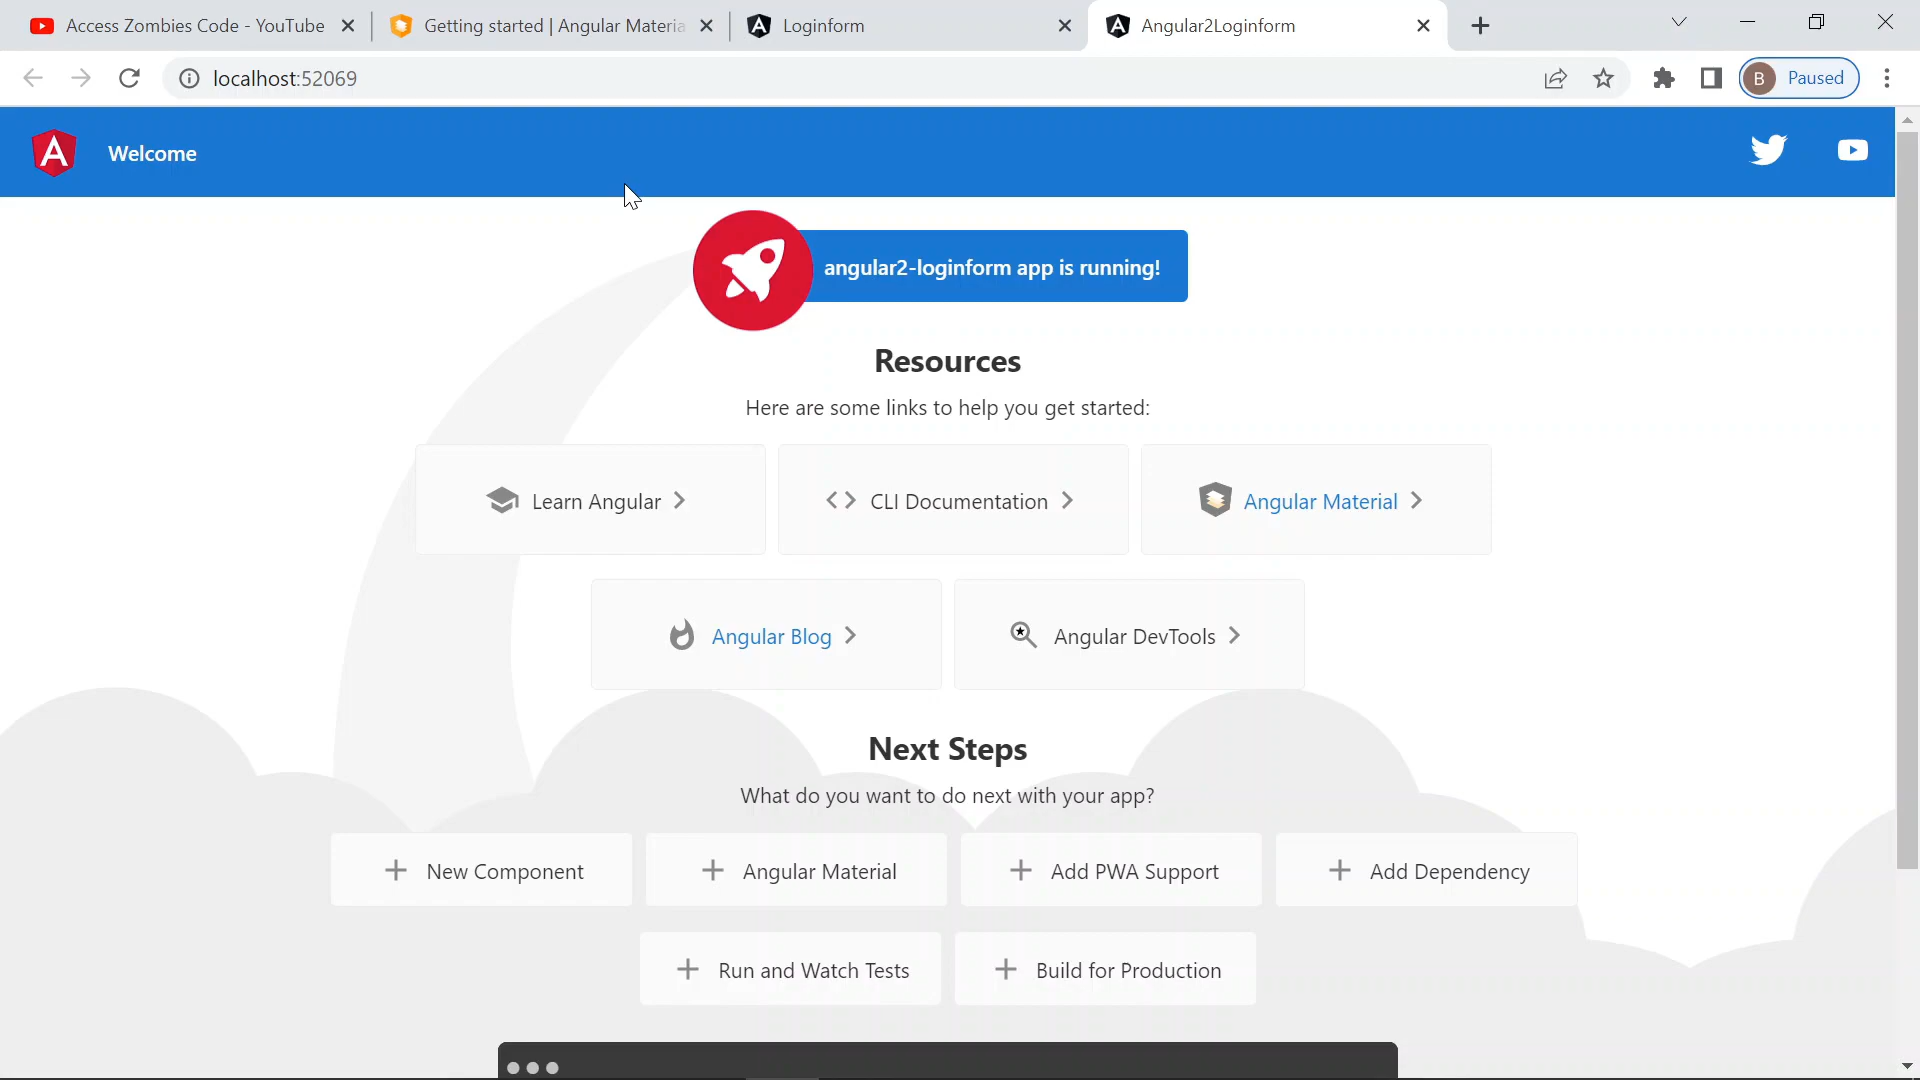 Access Zombies Code - YouTube
Getting started | Angular Materia
Loginform
Angular2Loginform
localhost:52069
B Paused
Welcome
angular2-loginform app is running!
Resources
Here are some links to help you get started:
Learn Angular
CLI Documentation
Angular Material
Angular Blog
Angular DevTools
Next Steps
What do you want to do next with your app?
New Component
Angular Material
Add PWA Support
Add Dependency
Run and Watch Tests
Build for Production